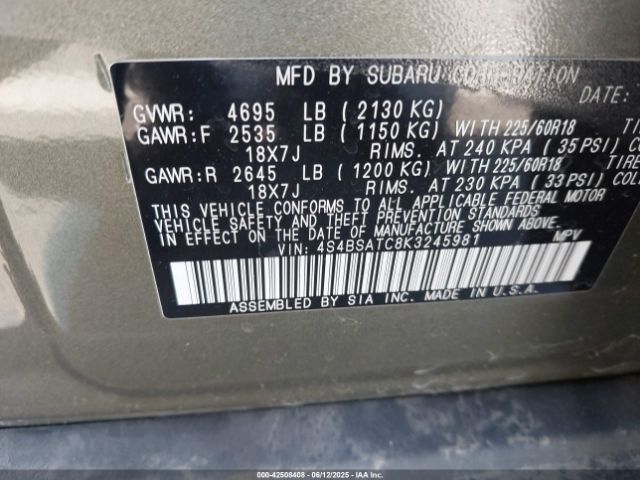 MFD BY SUBARU CORPORATION
DATE:
GVWR: 4695 LB ( 2130 KG)
GAWR:F 2535 LB ( 1150 KG) WITH 225/60R18
18X7J RIMS. AT 240 KPA ( 35 PSI)
GAWR:R 2645 LB ( 1200 KG) WITH 225/60R18 TIRE
18X7J RIMS. AT 230 KPA ( 33 PSI) COL
THIS VEHICLE CONFORMS TO ALL APPLICABLE FEDERAL MOTOR
VEHICLE SAFETY AND THEFT PREVENTION STANDARDS
IN EFFECT ON THE DATE OF MANUFACTURE SHOWN ABOVE.
VIN: 4S4BSATC8K3245981 MPV
ASSEMBLED BY SIA INC. MADE IN U.S.A.
000-42508408 - 06/12/2025 - IAA Inc.